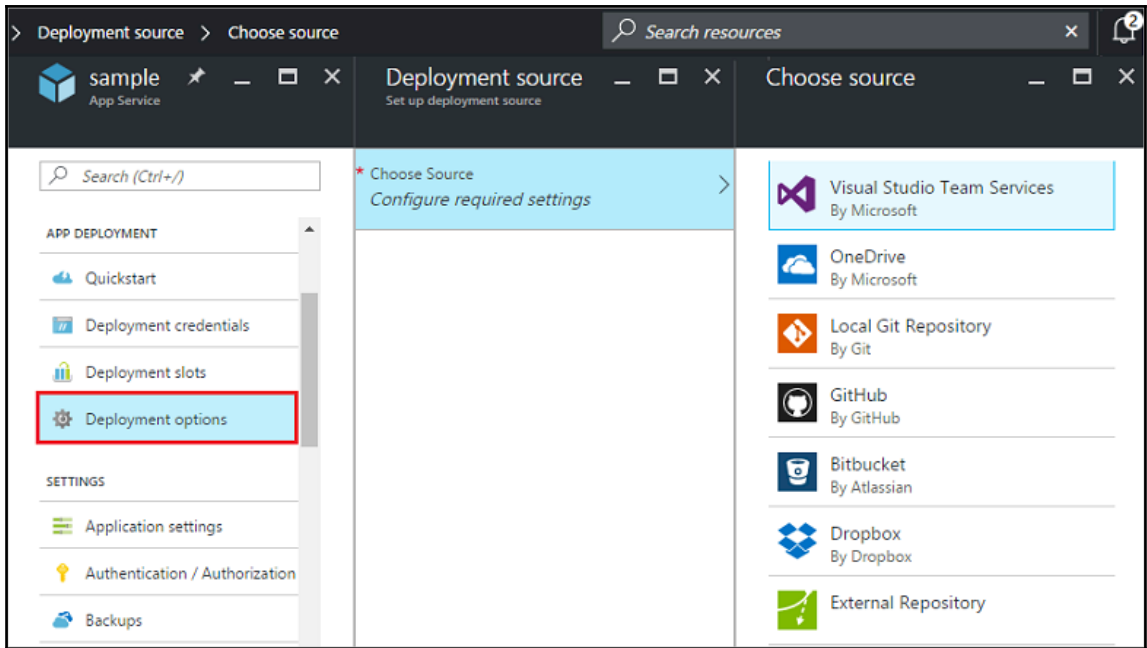 > Deployment source > Choose source
Search resources
2
sample
App Service
Deployment source
Set up deployment source
Choose source
Search (Ctrl+/)
APP DEPLOYMENT
Quickstart
Deployment credentials
Deployment slots
Deployment options
SETTINGS
Application settings
Authentication / Authorization
Backups
* Choose Source
Configure required settings
Visual Studio Team Services
By Microsoft
OneDrive
By Microsoft
Local Git Repository
By Git
GitHub
By GitHub
Bitbucket
By Atlassian
Dropbox
By Dropbox
External Repository